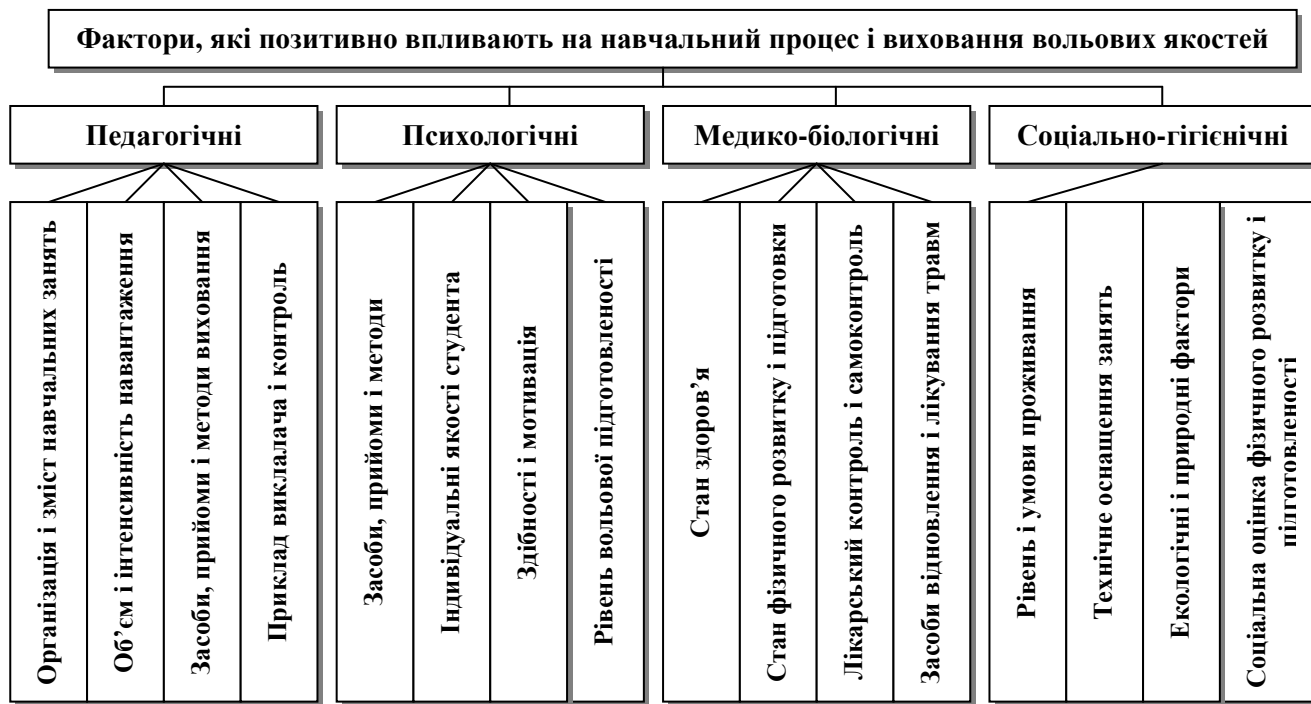 Фактори, які позитивно впливають на навчальний процес і виховання вольових якостей
Педагогічні
Психологічні
Медико-біологічні
Соціально-гігієнічні
Організація і зміст навчальних занять
Об’єм і інтенсивність навантаження
Засоби, прийоми і методи виховання
Приклад виклалача і контроль
Засоби, прийоми і методи
Індивідуальні якості студента
Здібності і мотивація
Рівень вольової підготовленості
Стан здоров’я
Стан фізичного розвитку і підготовки
Лікарський контроль і самоконтроль
Засоби відновлення і лікування травм
Рівень і умови проживання
Технічне оснащення занять
Екологічні і природні фактори
Соціальна оцінка фізичного розвитку і
підготовленості